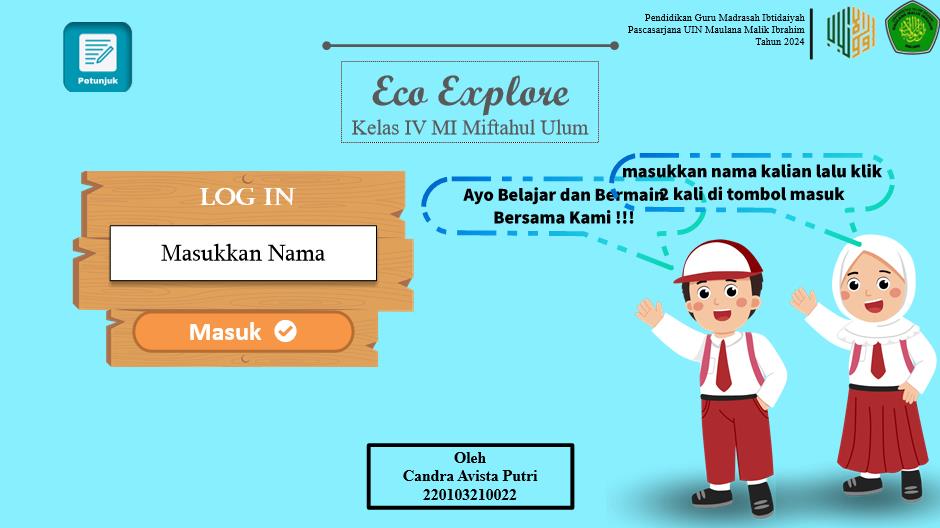 Pendidikan Guru Madrasah Ibtidaiyah
Pascasarjana UIN Maulana Malik Ibrahim
Tahun 2024
Potunjuk
Eco Explore
Kelas IV MI Miftahul Ulum
LOG IN
Masukkan Nama
Masuk
Ayo Belajar dan Bermain
Bersama Kami !!!
masukkan nama kalian lalu klik
2 kali di tombol masuk
Oleh
Candra Avista Putri
220103210022